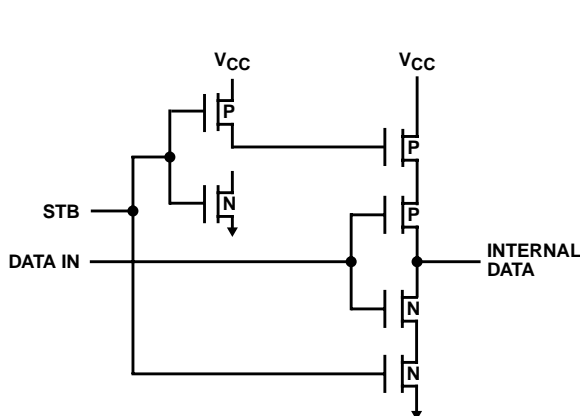 VCC
VCC
P
P
P
N
STB
DATA IN
INTERNAL
DATA
N
N